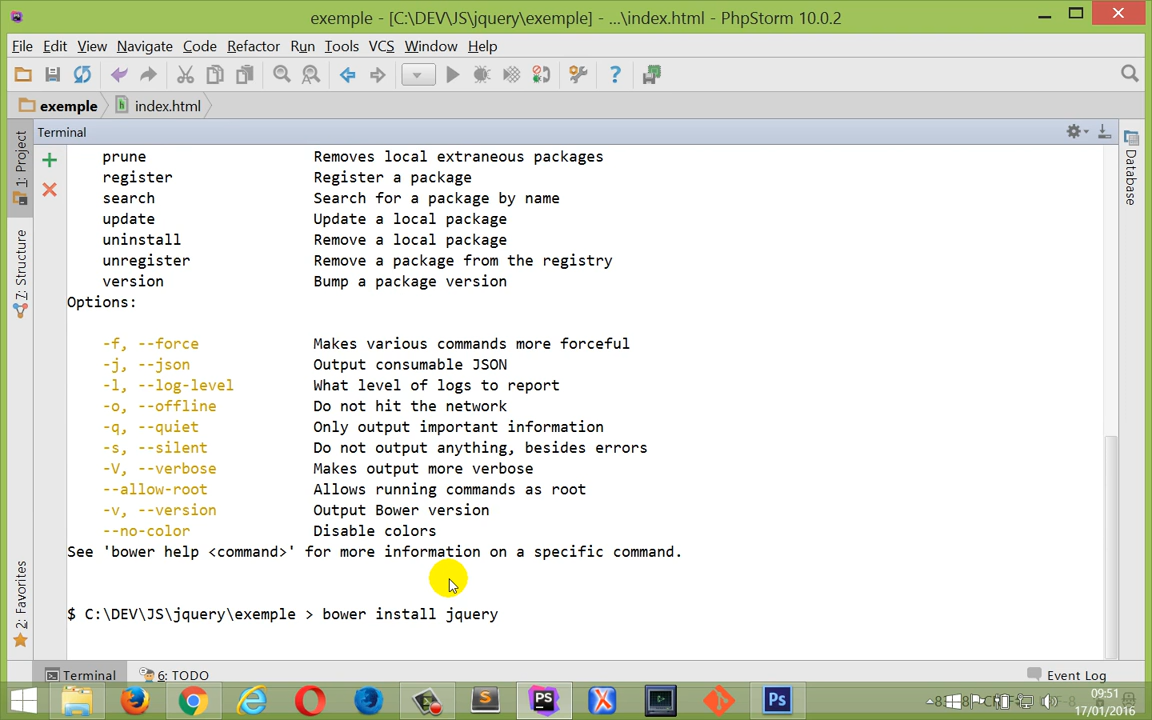 exemple - [C:\DEV\JS\jquery\exemple] - ...\index.html - PhpStorm 10.0.2
File Edit View Navigate Code Refactor Run Tools VCS Window Help
exemple index.html
Terminal
1: Project
Z: Structure
2: Favorites
Database
prune Removes local extraneous packages
register Register a package
search Search for a package by name
update Update a local package
uninstall Remove a local package
unregister Remove a package from the registry
version Bump a package version
Options:
-f, --force Makes various commands more forceful
-j, --json Output consumable JSON
-l, --log-level What level of logs to report
-o, --offline Do not hit the network
-q, --quiet Only output important information
-s, --silent Do not output anything, besides errors
-V, --verbose Makes output more verbose
--allow-root Allows running commands as root
-v, --version Output Bower version
--no-color Disable colors
See 'bower help <command>' for more information on a specific command.
$ C:\DEV\JS\jquery\exemple > bower install jquery
Terminal 6: TODO Event Log
09:51
17/01/2016